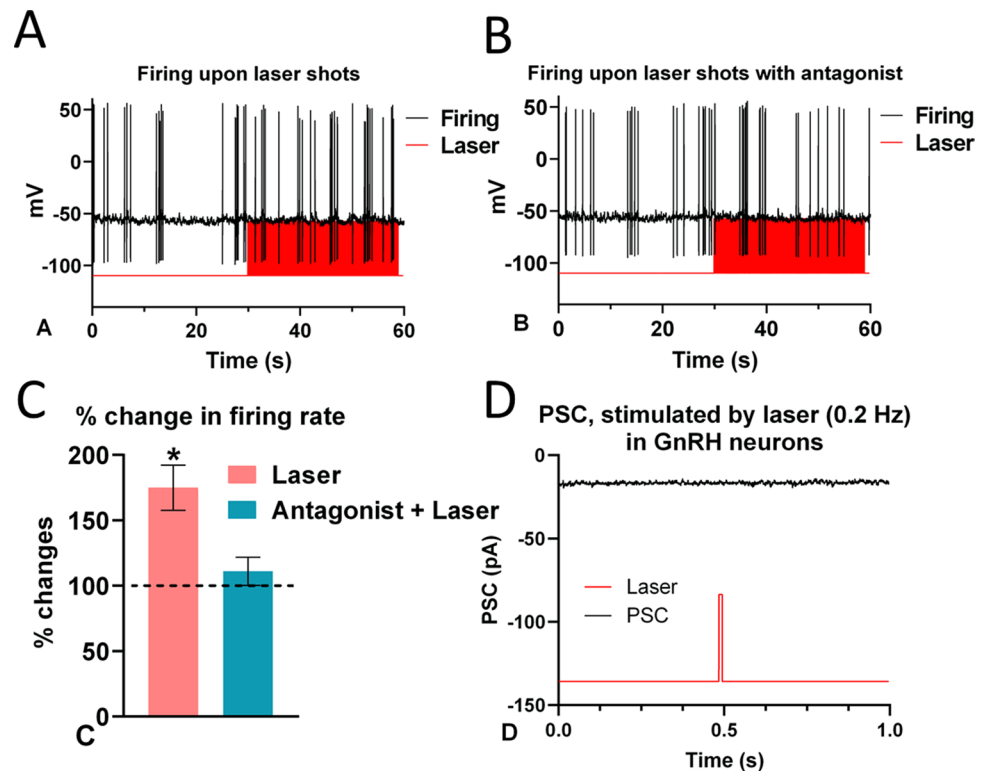 A
Firing upon laser shots
50
0
-50
-100
mV
Firing
Laser
0 20 40 60
Time (s)
A
B
Firing upon laser shots with antagonist
50
0
-50
-100
mV
Firing
Laser
0 20 40 60
Time (s)
B
C
% change in firing rate
200
150
100
50
0
% changes
*
Laser
Antagonist + Laser
C
D
PSC, stimulated by laser (0.2 Hz)
in GnRH neurons
0
-50
-100
-150
PSC (pA)
Laser
PSC
0.0 0.5 1.0
Time (s)
D